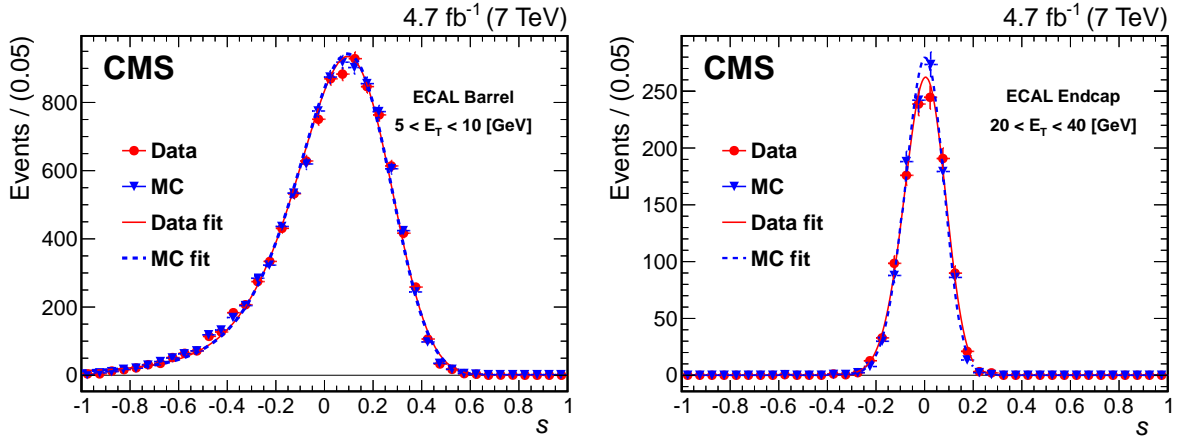 4.7 fb⁻¹ (7 TeV)
CMS
ECAL Barrel
5 < E_T < 10 [GeV]
Data
MC
Data fit
MC fit
Events / (0.05)
800
600
400
200
0
-1 -0.8 -0.6 -0.4 -0.2 0 0.2 0.4 0.6 0.8 1
s
4.7 fb⁻¹ (7 TeV)
CMS
ECAL Endcap
20 < E_T < 40 [GeV]
Data
MC
Data fit
MC fit
Events / (0.05)
250
200
150
100
50
0
-1 -0.8 -0.6 -0.4 -0.2 0 0.2 0.4 0.6 0.8 1
s